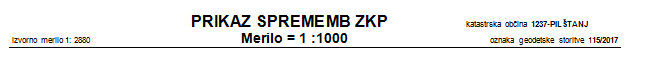 PRIKAZ SPREMEMB ZKP
katastrska občina 1237-PILŠTANJ
Izvorno merilo 1: 2880
Merilo = 1 :1000
oznaka geodetske storitve 115/2017